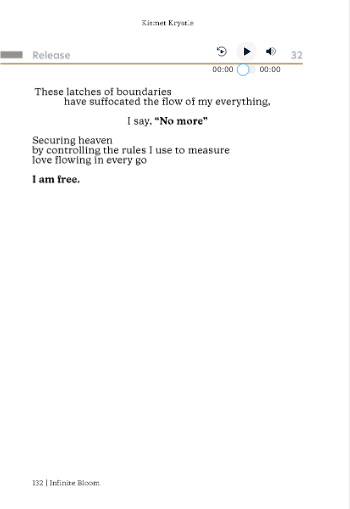 Kismet Krystle
Release
32
00:00 00:00
These latches of boundaries
have suffocated the flow of my everything,
I say, “No more”
Securing heaven
by controlling the rules I use to measure
love flowing in every go
I am free.
132 | Infinite Bloom